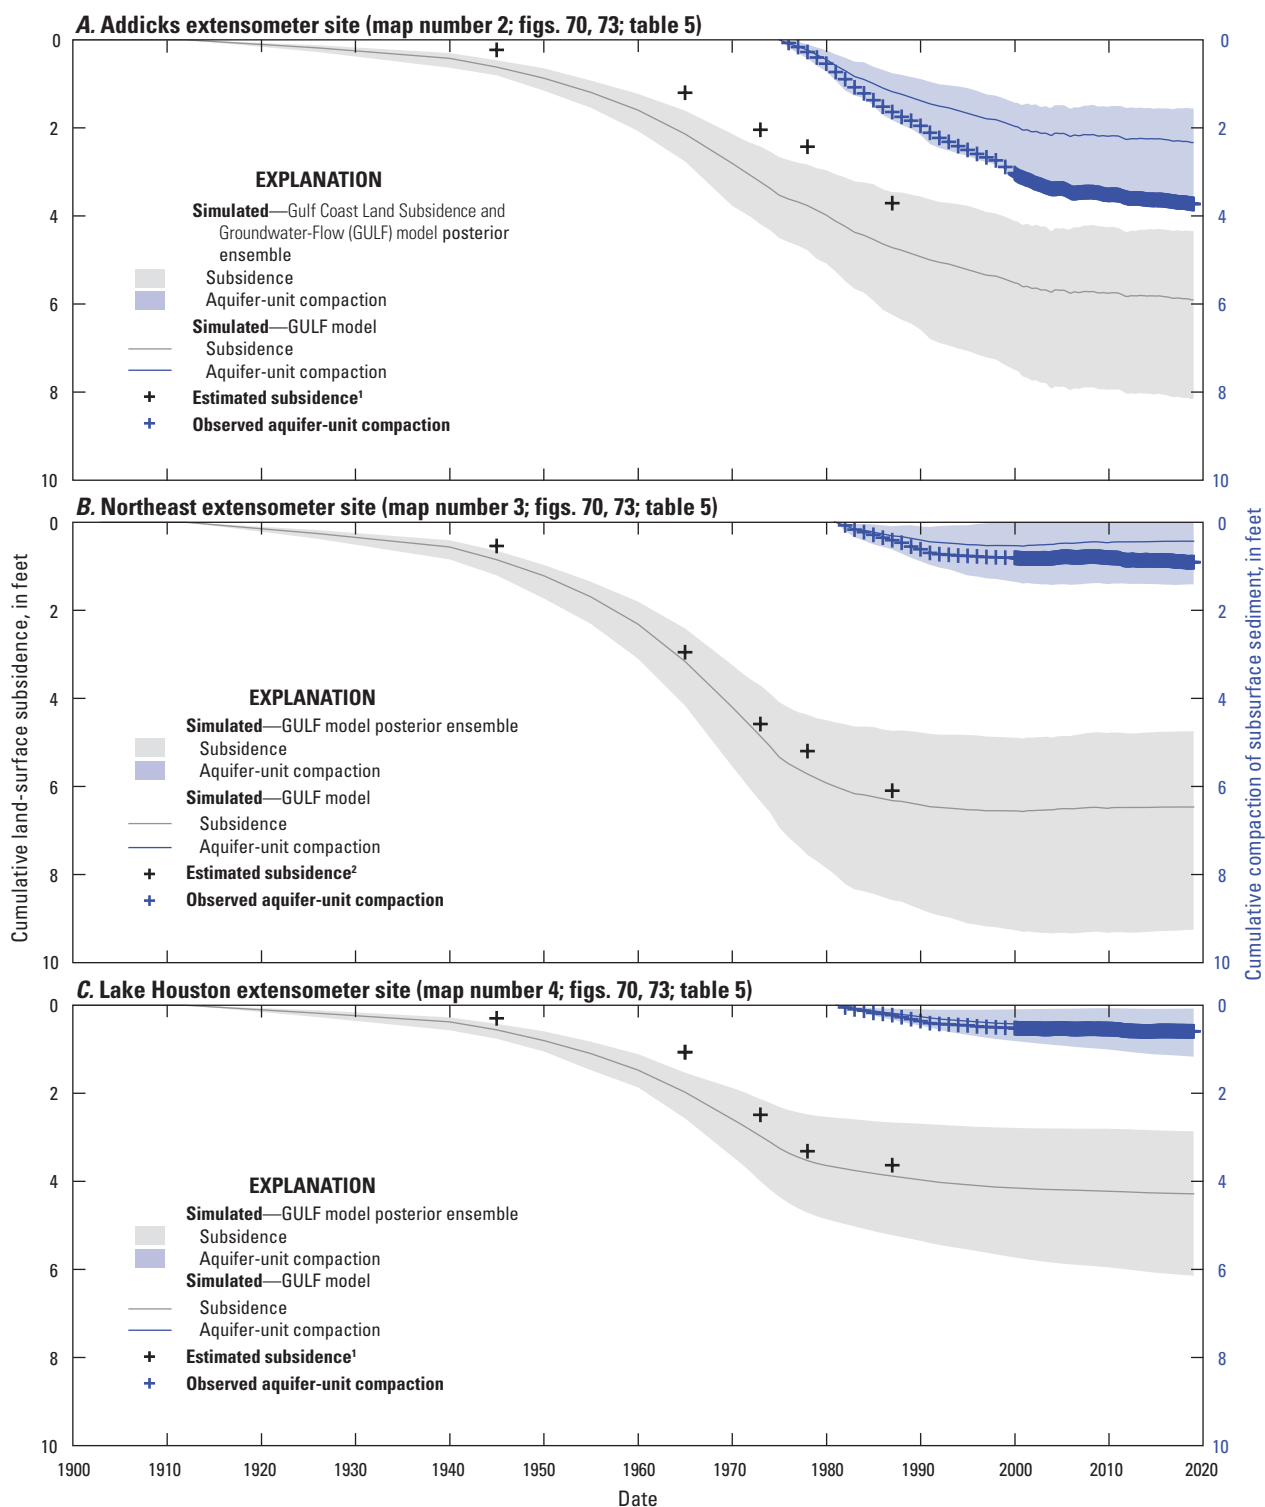 A. Addicks extensometer site (map number 2; figs. 70, 73; table 5)
0 0
2 2
EXPLANATION
Simulated—Gulf Coast Land Subsidence and
Groundwater-Flow (GULF) model posterior
ensemble
4 4
Subsidence
Aquifer-unit compaction
6 6
Simulated—GULF model
Subsidence
Aquifer-unit compaction
8 8
Estimated subsidence¹
Observed aquifer-unit compaction
10 10
B. Northeast extensometer site (map number 3; figs. 70, 73; table 5)
0 0
2 2
4 4
EXPLANATION
Simulated—GULF model posterior ensemble
Subsidence
Aquifer-unit compaction
6 6
Simulated—GULF model
Subsidence
Aquifer-unit compaction
8 8
Estimated subsidence²
Observed aquifer-unit compaction
10 10
Cumulative land-surface subsidence, in feet
Cumulative compaction of subsurface sediment, in feet
C. Lake Houston extensometer site (map number 4; figs. 70, 73; table 5)
0 0
2 2
4 4
EXPLANATION
Simulated—GULF model posterior ensemble
Subsidence
Aquifer-unit compaction
6 6
Simulated—GULF model
Subsidence
Aquifer-unit compaction
8 8
Estimated subsidence¹
Observed aquifer-unit compaction
10 10
1900 1910 1920 1930 1940 1950 1960 1970 1980 1990 2000 2010 2020
Date